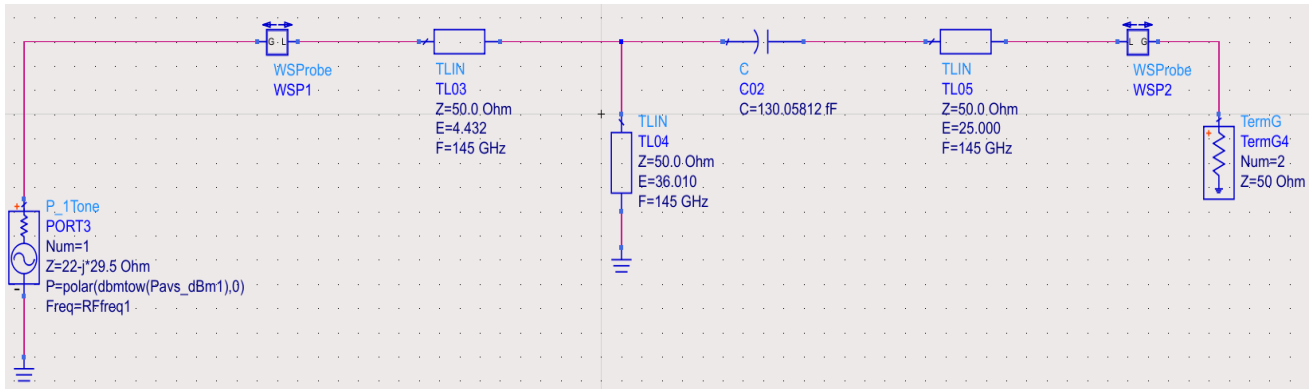 G L
WSProbe
WSP1
TLIN
TL03
Z=50.0 Ohm
E=4.432
F=145 GHz
C
C02
C=130.05812 fF
TLIN
TL05
Z=50.0 Ohm
E=25.000
F=145 GHz
L G
WSProbe
WSP2
TLIN
TL04
Z=50.0 Ohm
E=36.010
F=145 GHz
+
TermG
TermG4
Num=2
Z=50 Ohm
+
P_1Tone
PORT3
Num=1
Z=22-j*29.5 Ohm
P=polar(dbmtow(Pavs_dBm1),0)
Freq=RFfreq1
-